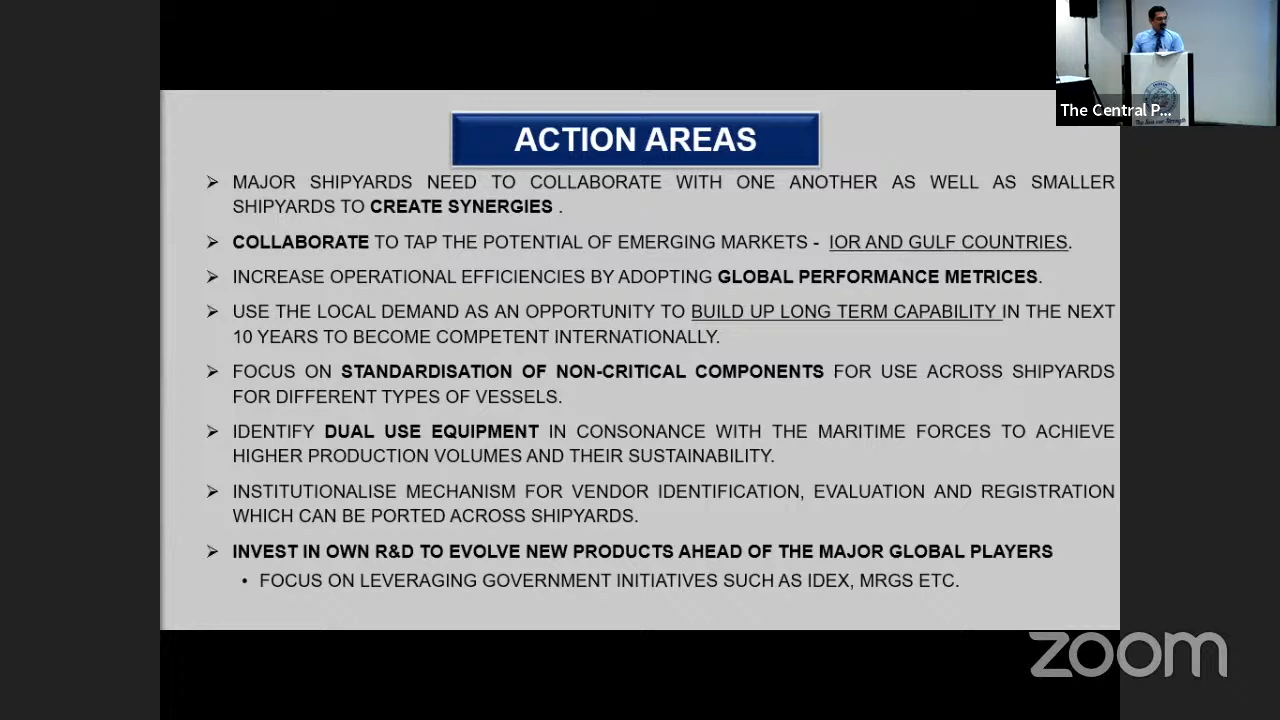 The Central P...
ACTION AREAS
➢ MAJOR SHIPYARDS NEED TO COLLABORATE WITH ONE ANOTHER AS WELL AS SMALLER
SHIPYARDS TO CREATE SYNERGIES .
➢ COLLABORATE TO TAP THE POTENTIAL OF EMERGING MARKETS - IOR AND GULF COUNTRIES.
➢ INCREASE OPERATIONAL EFFICIENCIES BY ADOPTING GLOBAL PERFORMANCE METRICES.
➢ USE THE LOCAL DEMAND AS AN OPPORTUNITY TO BUILD UP LONG TERM CAPABILITY IN THE NEXT
10 YEARS TO BECOME COMPETENT INTERNATIONALLY.
➢ FOCUS ON STANDARDISATION OF NON-CRITICAL COMPONENTS FOR USE ACROSS SHIPYARDS
FOR DIFFERENT TYPES OF VESSELS.
➢ IDENTIFY DUAL USE EQUIPMENT IN CONSONANCE WITH THE MARITIME FORCES TO ACHIEVE
HIGHER PRODUCTION VOLUMES AND THEIR SUSTAINABILITY.
➢ INSTITUTIONALISE MECHANISM FOR VENDOR IDENTIFICATION, EVALUATION AND REGISTRATION
WHICH CAN BE PORTED ACROSS SHIPYARDS.
➢ INVEST IN OWN R&D TO EVOLVE NEW PRODUCTS AHEAD OF THE MAJOR GLOBAL PLAYERS
• FOCUS ON LEVERAGING GOVERNMENT INITIATIVES SUCH AS IDEX, MRGS ETC.
zoom